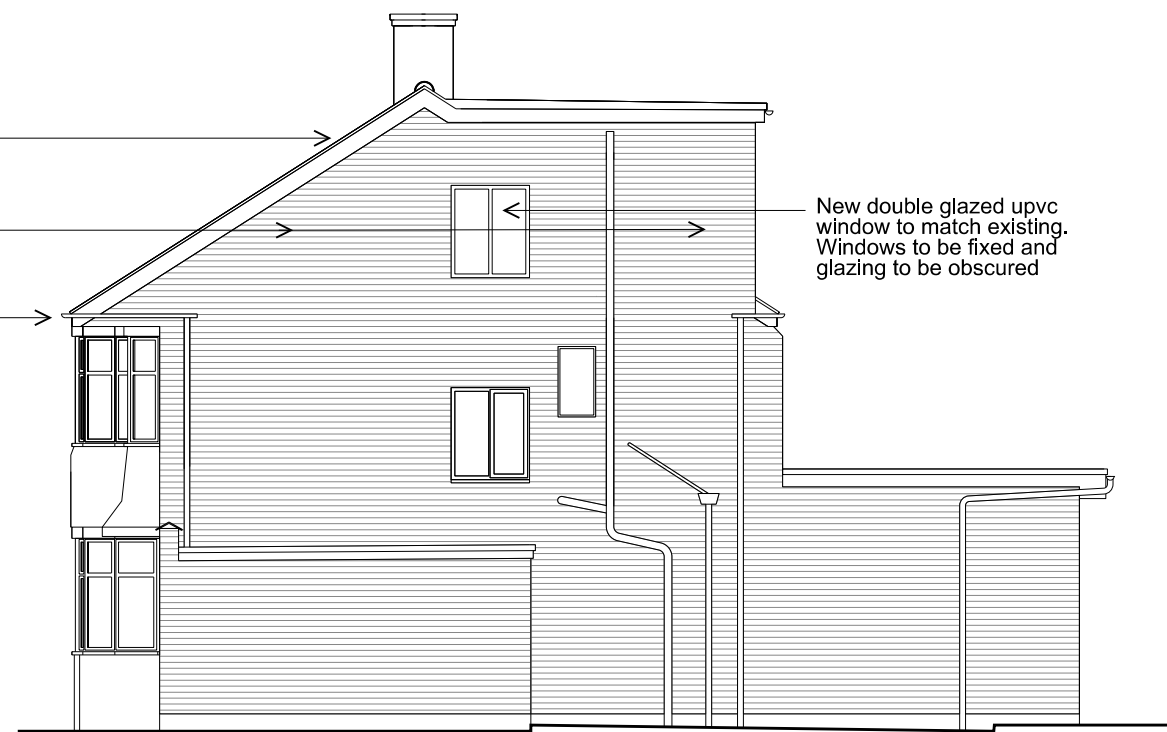 New double glazed upvc
window to match existing.
Windows to be fixed and
glazing to be obscured